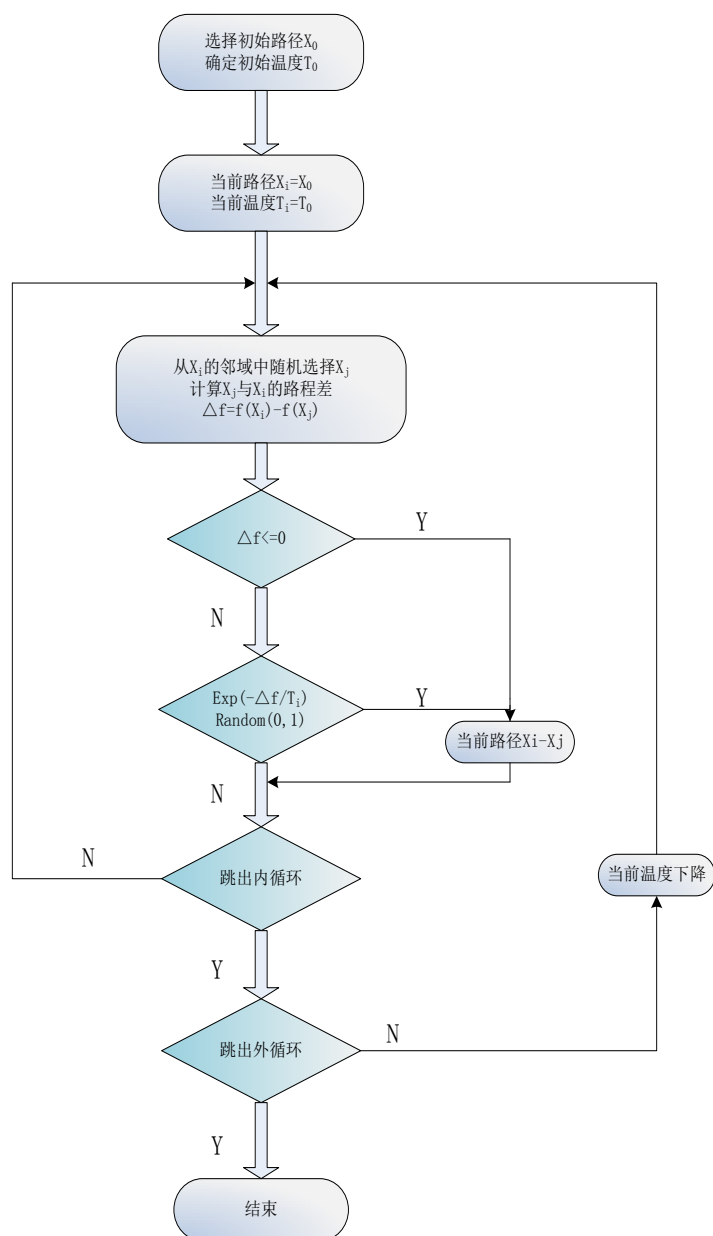 选择初始路径X₀
确定初始温度T₀
当前路径Xᵢ=X₀
当前温度Tᵢ=T₀
从Xᵢ的邻域中随机选择Xⱼ
计算Xⱼ与Xᵢ的路程差
△f=f(Xᵢ)-f(Xⱼ)
△f<=0
Y
N
Exp(-△f/Tᵢ)
Random(0,1)
Y
当前路径Xi-Xj
N
跳出内循环
N
当前温度下降
Y
跳出外循环
N
Y
结束